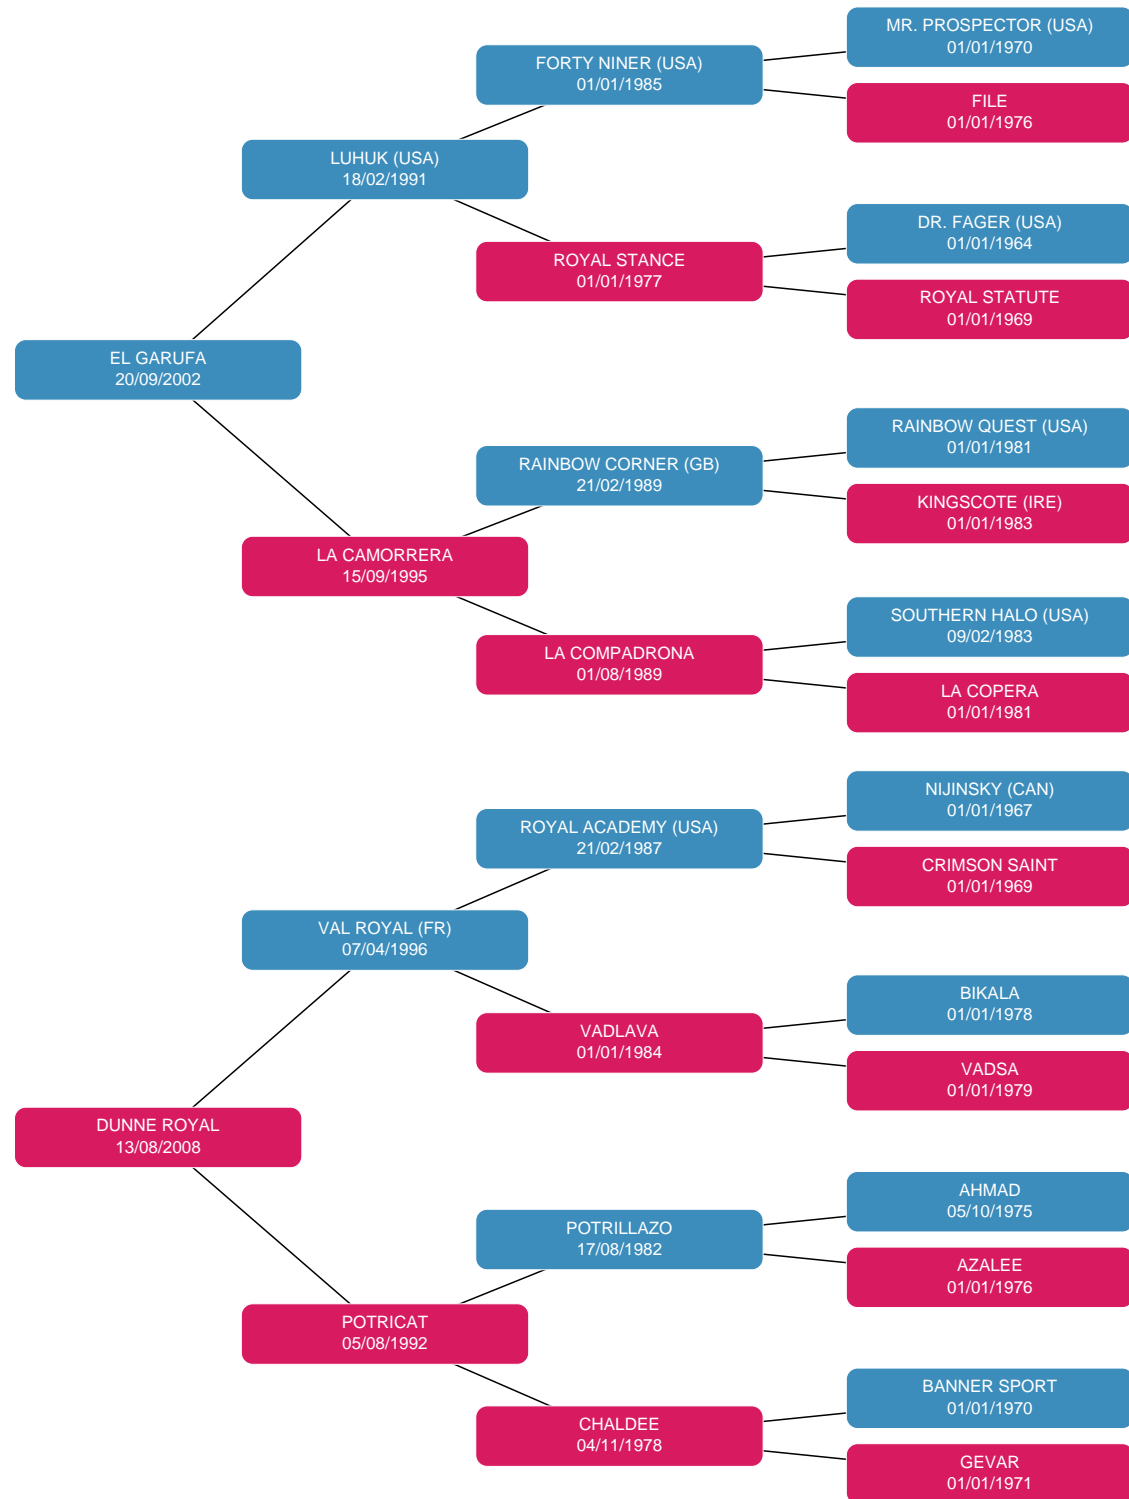 MR. PROSPECTOR (USA)
01/01/1970
FORTY NINER (USA)
01/01/1985
FILE
01/01/1976
LUHUK (USA)
18/02/1991
DR. FAGER (USA)
01/01/1964
ROYAL STANCE
01/01/1977
ROYAL STATUTE
01/01/1969
EL GARUFA
20/09/2002
RAINBOW QUEST (USA)
01/01/1981
RAINBOW CORNER (GB)
21/02/1989
KINGSCOTE (IRE)
01/01/1983
LA CAMORRERA
15/09/1995
SOUTHERN HALO (USA)
09/02/1983
LA COMPADRONA
01/08/1989
LA COPERA
01/01/1981
NIJINSKY (CAN)
01/01/1967
ROYAL ACADEMY (USA)
21/02/1987
CRIMSON SAINT
01/01/1969
VAL ROYAL (FR)
07/04/1996
BIKALA
01/01/1978
VADLAVA
01/01/1984
VADSA
01/01/1979
DUNNE ROYAL
13/08/2008
AHMAD
05/10/1975
POTRILLAZO
17/08/1982
AZALEE
01/01/1976
POTRICAT
05/08/1992
BANNER SPORT
01/01/1970
CHALDEE
04/11/1978
GEVAR
01/01/1971